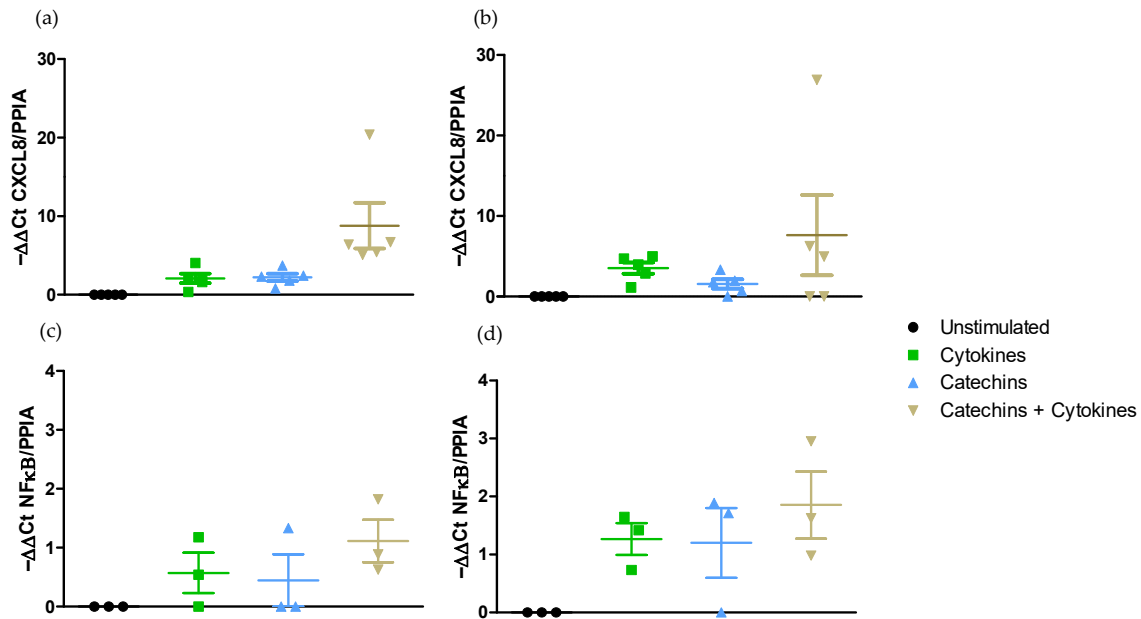 (a)
30
20
10
0
−ΔΔCt CXCL8/PPIA
(b)
30
20
10
0
−ΔΔCt CXCL8/PPIA
(c)
4
3
2
1
0
−ΔΔCt NFκB/PPIA
(d)
4
3
2
1
0
−ΔΔCt NFκB/PPIA
Unstimulated
Cytokines
Catechins
Catechins + Cytokines